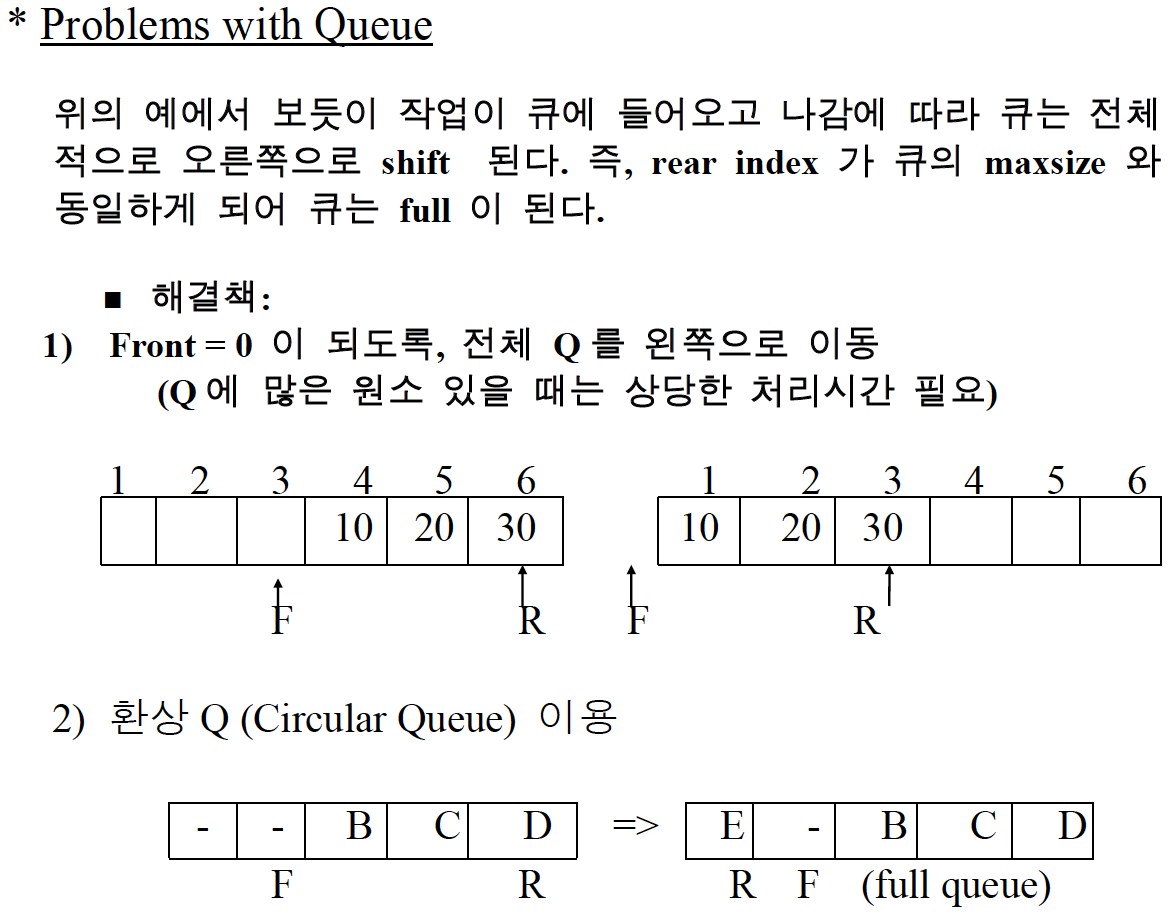 * Problems with Queue
위의 예에서 보듯이 작업이 큐에 들어오고 나감에 따라 큐는 전체
적으로 오른쪽으로 shift 된다. 즉, rear index 가 큐의 maxsize 와
동일하게 되어 큐는 full 이 된다.
■ 해결책:
1) Front = 0 이 되도록, 전체 Q 를 왼쪽으로 이동
(Q 에 많은 원소 있을 때는 상당한 처리시간 필요)
1 2 3 4 5 6 1 2 3 4 5 6
10 20 30 10 20 30
F R F R
2) 환상 Q (Circular Queue) 이용
- - B C D => E - B C D
F R R F (full queue)